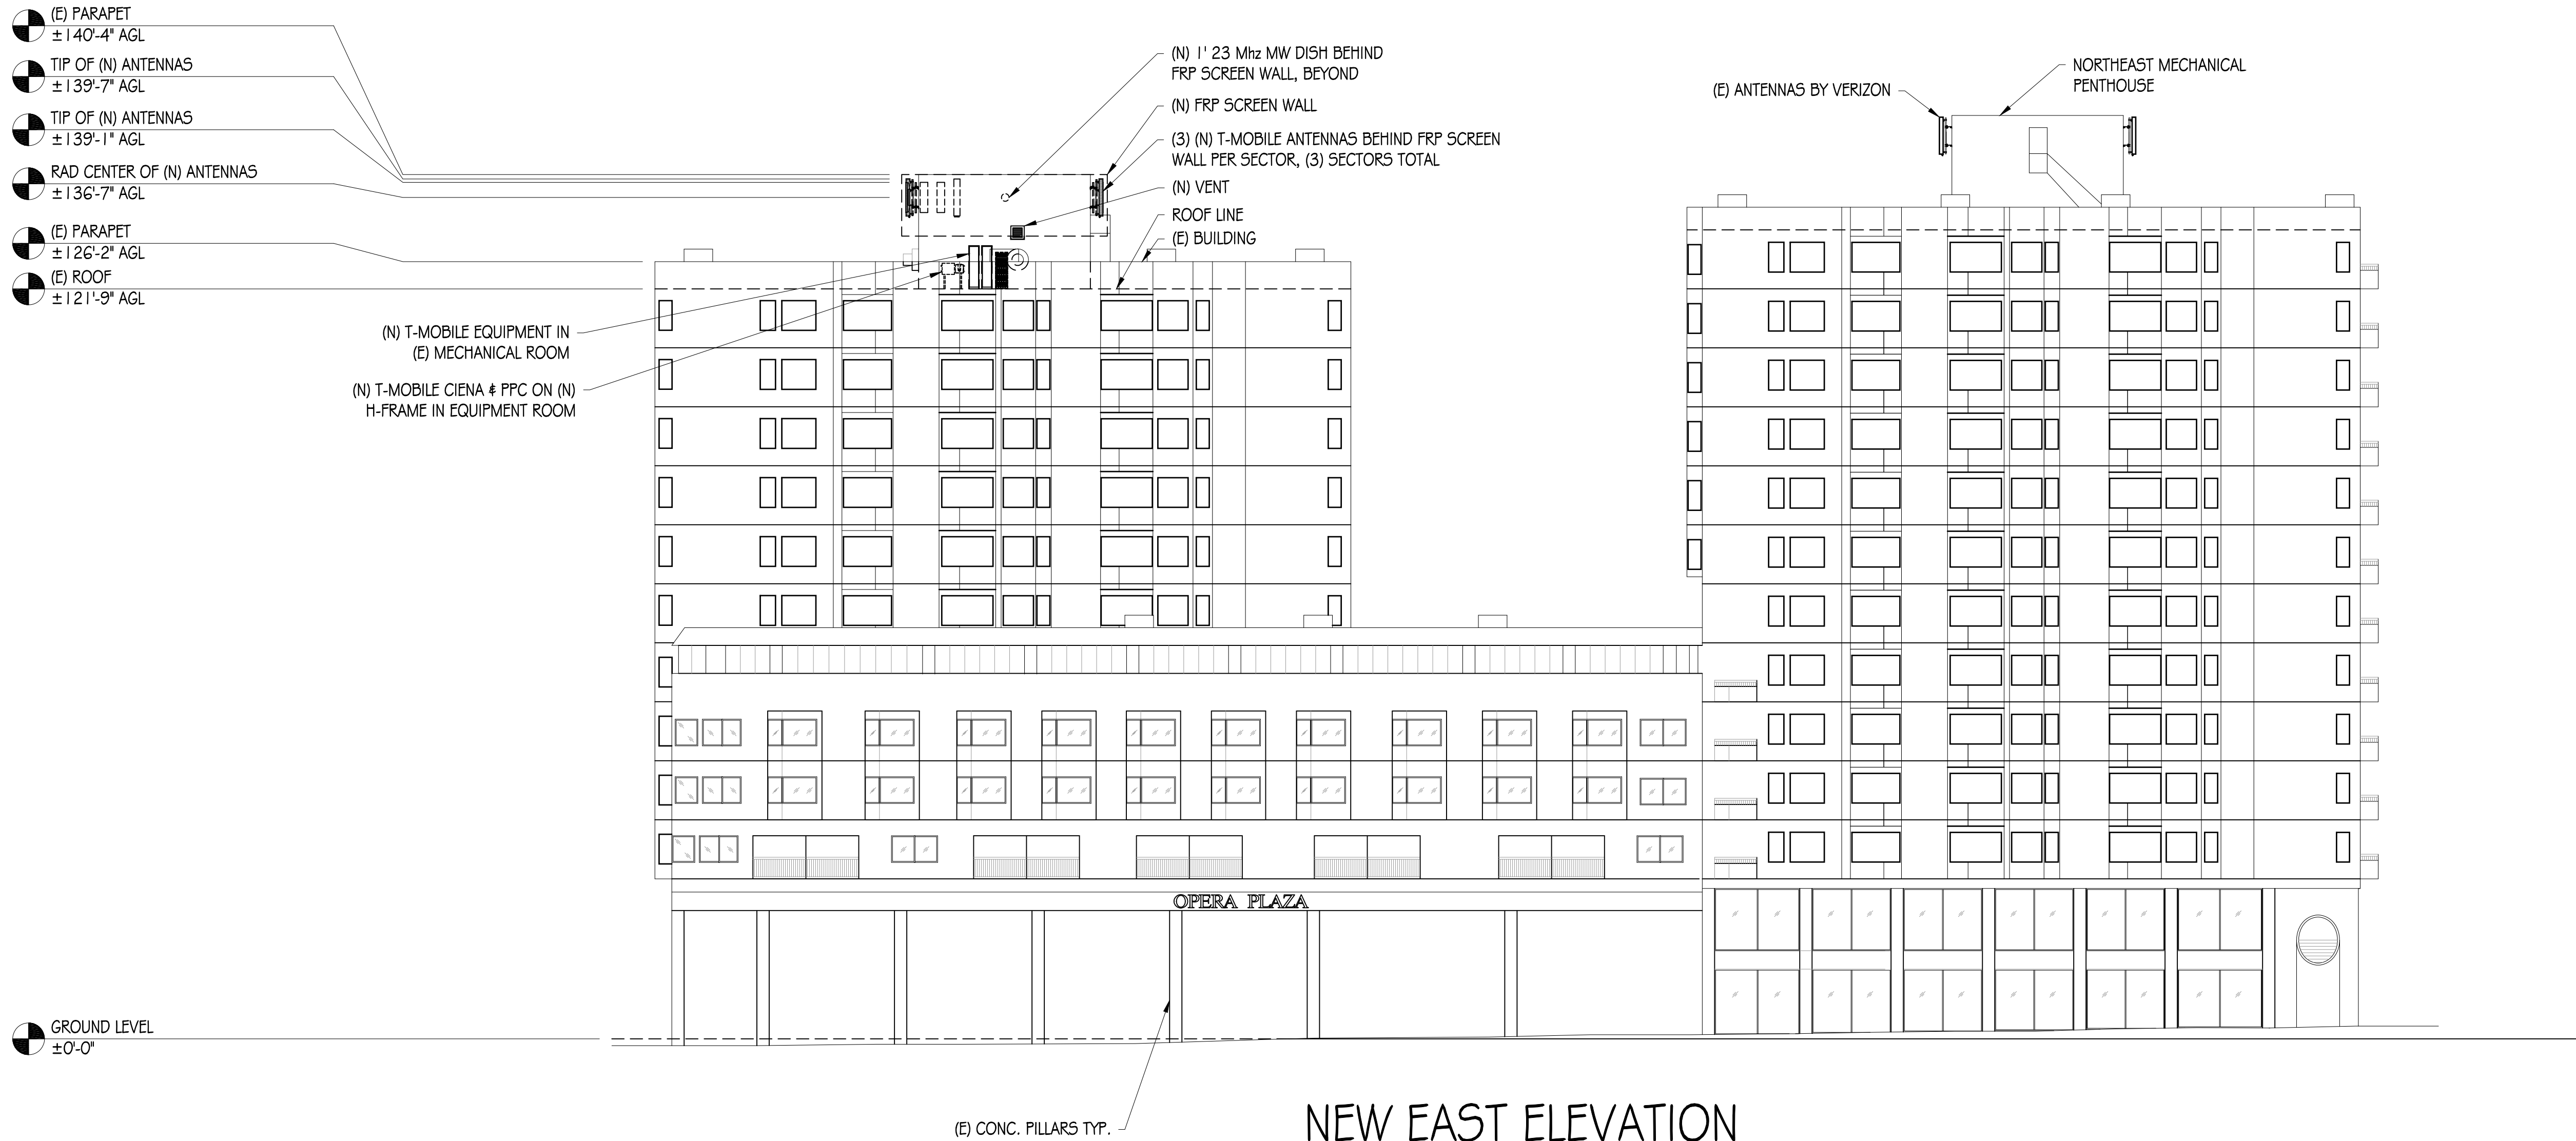 (E) PARAPET
±140'-4" AGL
TIP OF (N) ANTENNAS
±139'-7" AGL
TIP OF (N) ANTENNAS
±139'-1" AGL
RAD CENTER OF (N) ANTENNAS
±136'-7" AGL
(E) PARAPET
±126'-2" AGL
(E) ROOF
±121'-9" AGL
(N) T-MOBILE EQUIPMENT IN
(E) MECHANICAL ROOM
(N) T-MOBILE CIENA & PPC ON (N)
H-FRAME IN EQUIPMENT ROOM
(N) 1' 23 Mhz MW DISH BEHIND
FRP SCREEN WALL, BEYOND
(N) FRP SCREEN WALL
(3) (N) T-MOBILE ANTENNAS BEHIND FRP SCREEN
WALL PER SECTOR, (3) SECTORS TOTAL
(N) VENT
ROOF LINE
(E) BUILDING
(E) ANTENNAS BY VERIZON
NORTHEAST MECHANICAL
PENTHOUSE
OPERA PLAZA
GROUND LEVEL
±0'-0"
(E) CONC. PILLARS TYP.
NEW EAST ELEVATION